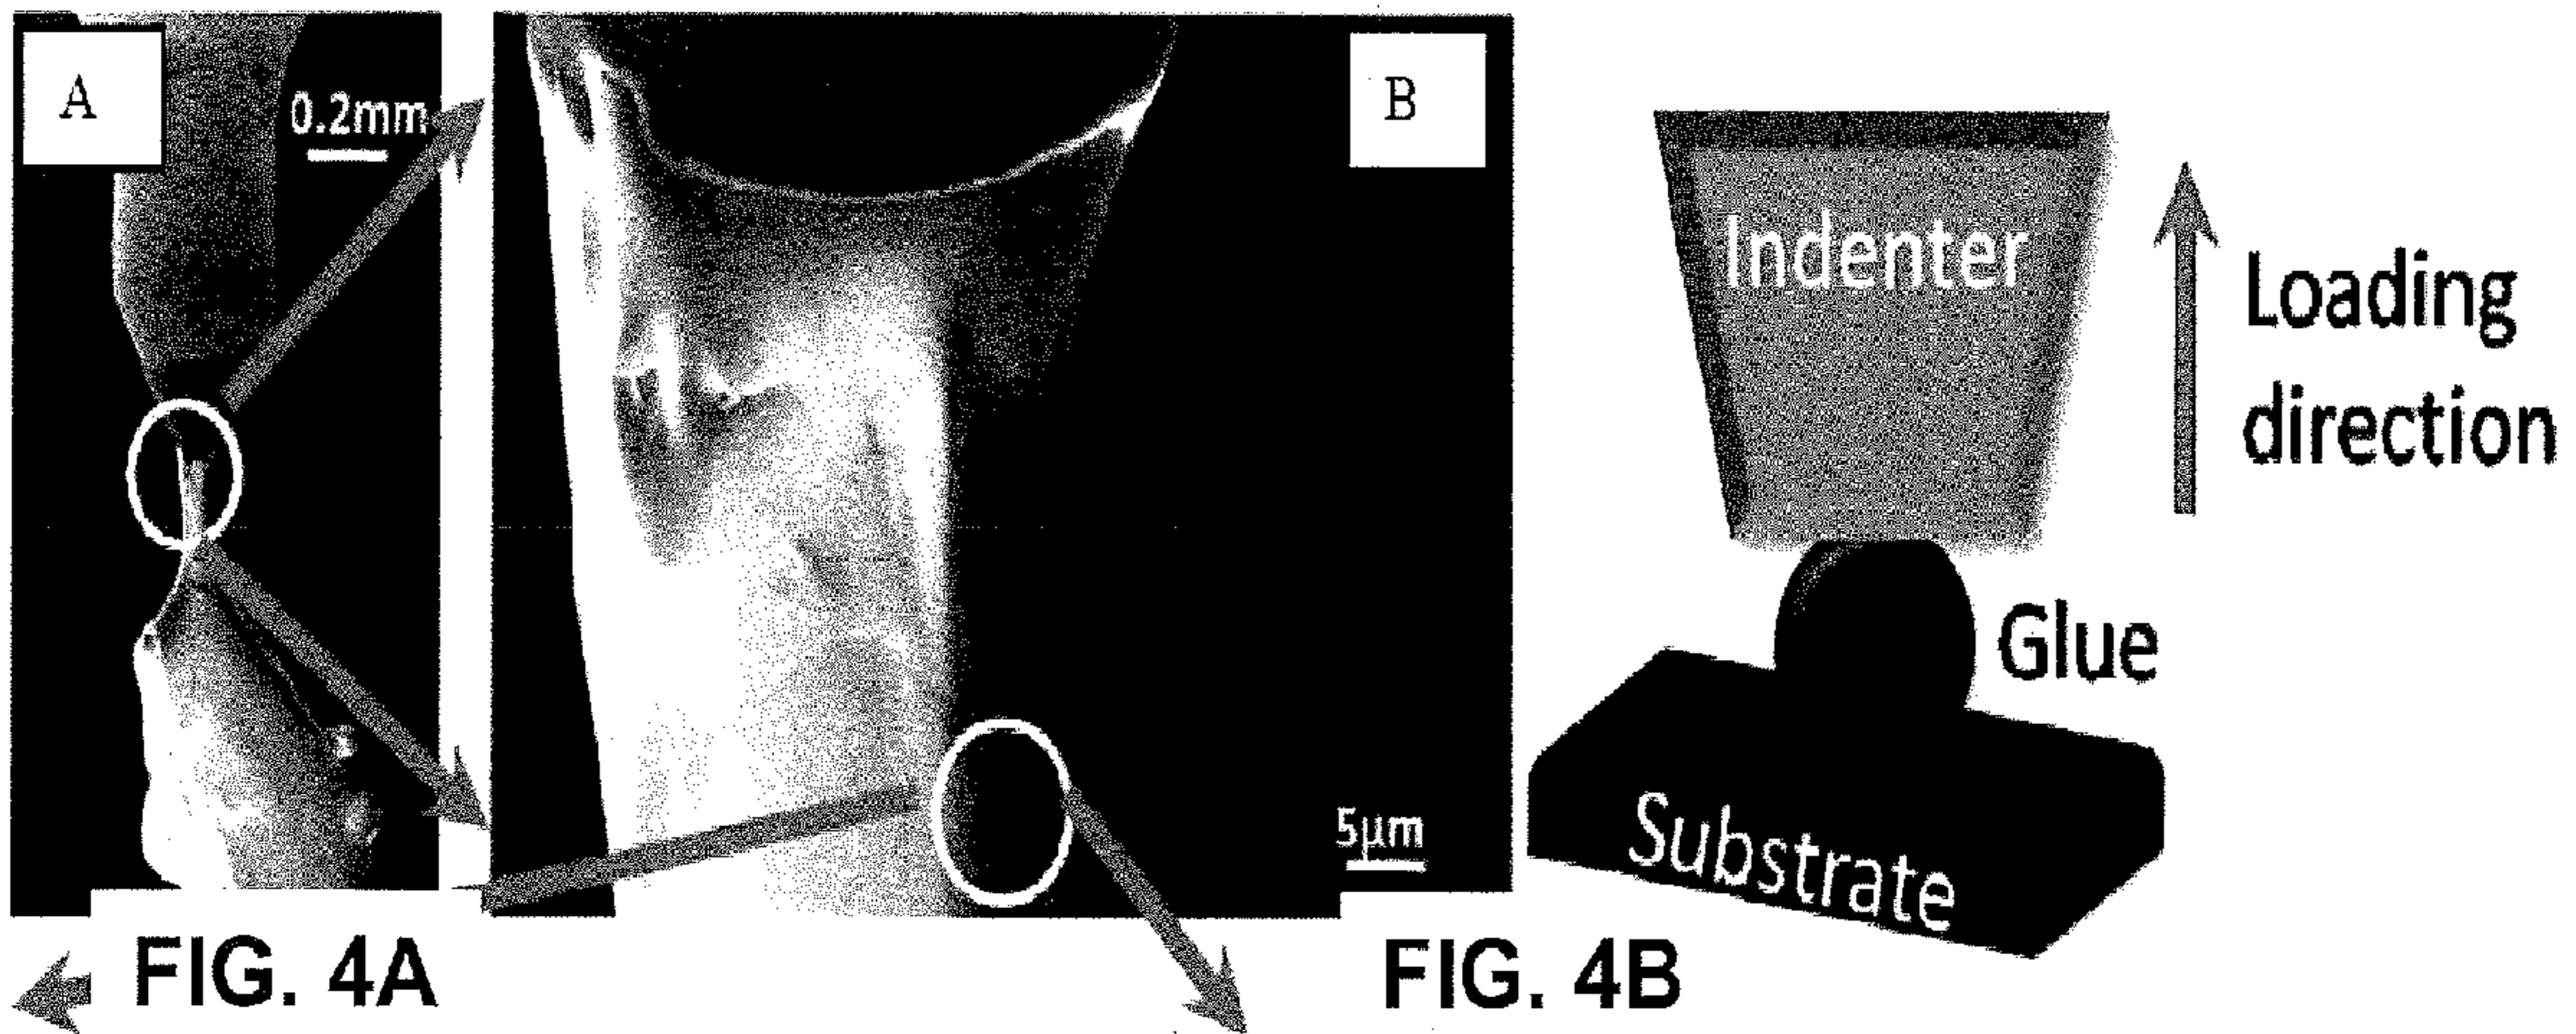 A
0.2mm
B
Indenter
Loading
direction
Glue
5μm
Substrate
FIG. 4A
FIG. 4B